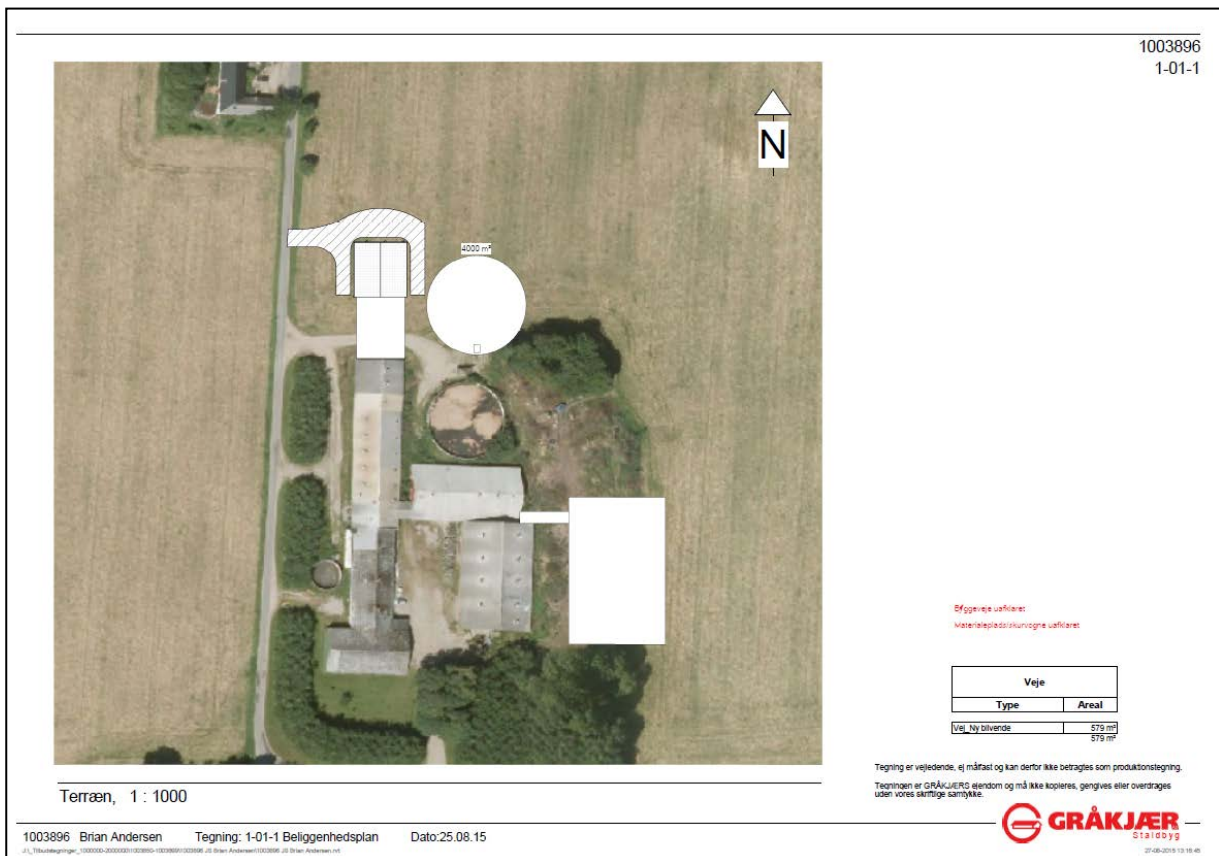 1003896
1-01-1
N
4000 m³
Byggeveje uafklaret
Materialeplads/skurvogne uafklaret
Veje
Type Areal
Vej_Ny blivende 579 m²
579 m²
Tegning er vejledende, ej målfast og kan derfor ikke betragtes som produktionstegning.
Tegningen er GRÅKJÆRS ejendom og må ikke kopieres, gengives eller overdrages
uden vores skriftlige samtykke.
Terræn, 1 : 1000
GRÅKJÆR
Staldbyg
1003896 Brian Andersen Tegning: 1-01-1 Beliggenhedsplan Dato:25.08.15